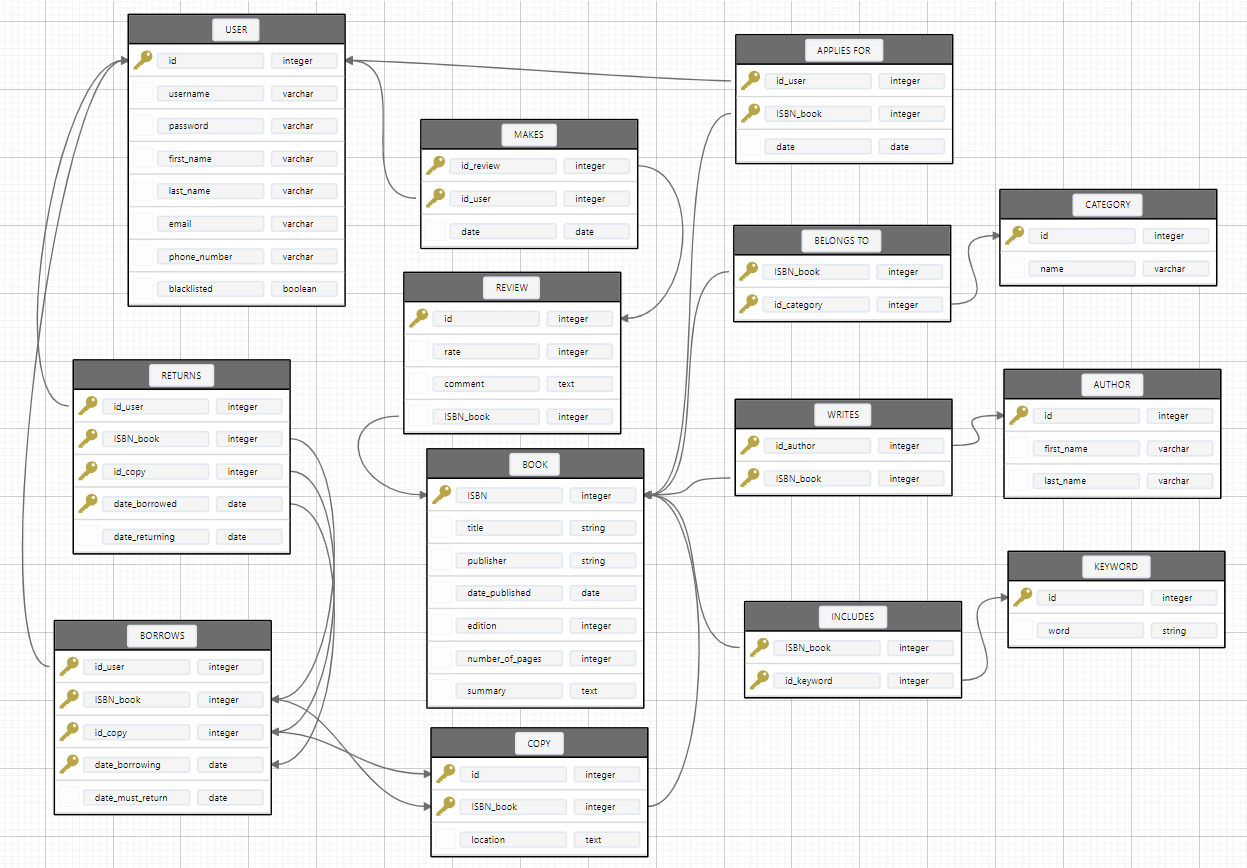 USER
id integer
username varchar
password varchar
first_name varchar
last_name varchar
email varchar
phone_number varchar
blacklisted boolean
APPLIES FOR
id_user integer
ISBN_book integer
date date
MAKES
id_review integer
id_user integer
date date
CATEGORY
id integer
name varchar
BELONGS TO
ISBN_book integer
id_category integer
REVIEW
id integer
rate integer
comment text
ISBN_book integer
RETURNS
id_user integer
ISBN_book integer
id_copy integer
date_borrowed date
date_returning date
AUTHOR
id integer
first_name varchar
last_name varchar
WRITES
id_author integer
ISBN_book integer
BOOK
ISBN integer
title string
publisher string
date_published date
edition integer
number_of_pages integer
summary text
KEYWORD
id integer
word string
INCLUDES
ISBN_book integer
id_keyword integer
BORROWS
id_user integer
ISBN_book integer
id_copy integer
date_borrowing date
date_must_return date
COPY
id integer
ISBN_book integer
location text